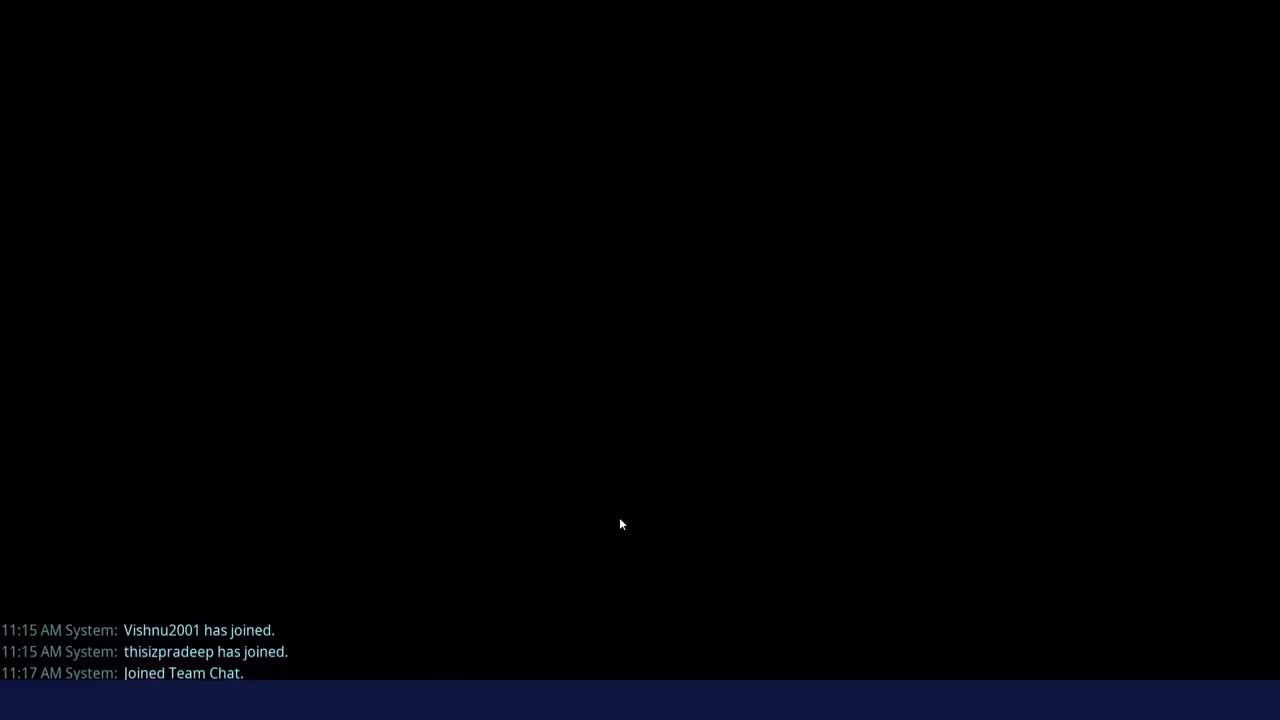 11:15 AM System: Vishnu2001 has joined.
11:15 AM System: thisizpradeep has joined.
11:17 AM System: Joined Team Chat.